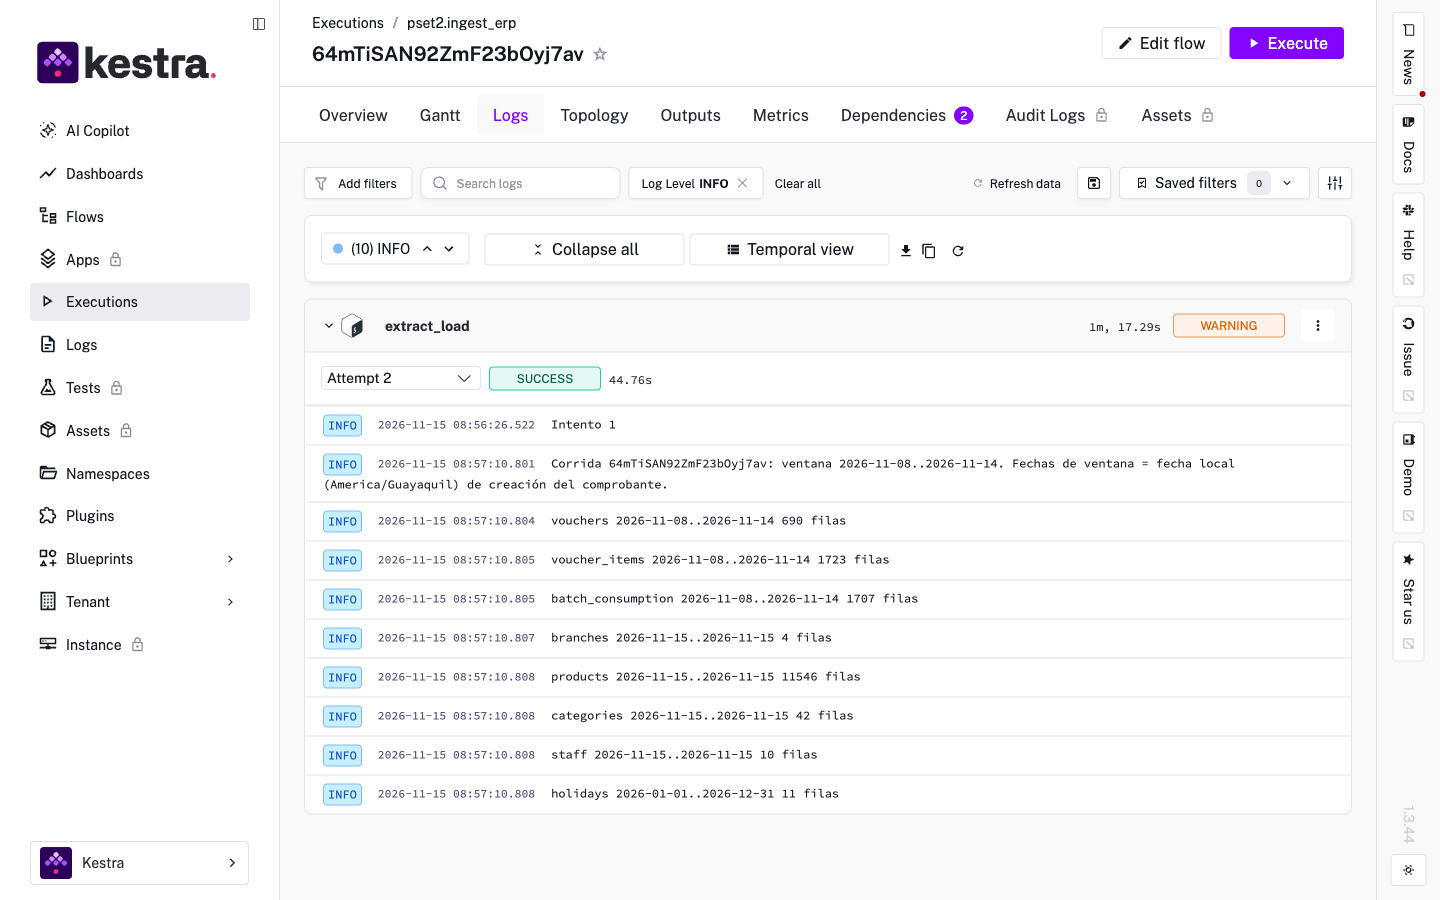 Executions / pset2.ingest_erp
64mTiSAN92ZmF23bOyj7av
Edit flow
Execute
kestra.
AI Copilot
Dashboards
Flows
Apps
Executions
Logs
Tests
Assets
Namespaces
Plugins
Blueprints
Tenant
Instance
Kestra
Overview
Gantt
Logs
Topology
Outputs
Metrics
Dependencies 2
Audit Logs
Assets
Add filters
Search logs
Log Level INFO
Clear all
Refresh data
Saved filters 0
(10) INFO
Collapse all
Temporal view
extract_load
1m, 17.29s
WARNING
Attempt 2
SUCCESS
44.76s
INFO 2026-11-15 08:56:26.522 Intento 1
INFO 2026-11-15 08:57:10.801 Corrida 64mTiSAN92ZmF23bOyj7av: ventana 2026-11-08..2026-11-14. Fechas de ventana = fecha local
(America/Guayaquil) de creación del comprobante.
INFO 2026-11-15 08:57:10.804 vouchers 2026-11-08..2026-11-14 690 filas
INFO 2026-11-15 08:57:10.805 voucher_items 2026-11-08..2026-11-14 1723 filas
INFO 2026-11-15 08:57:10.805 batch_consumption 2026-11-08..2026-11-14 1707 filas
INFO 2026-11-15 08:57:10.807 branches 2026-11-15..2026-11-15 4 filas
INFO 2026-11-15 08:57:10.808 products 2026-11-15..2026-11-15 11546 filas
INFO 2026-11-15 08:57:10.808 categories 2026-11-15..2026-11-15 42 filas
INFO 2026-11-15 08:57:10.808 staff 2026-11-15..2026-11-15 10 filas
INFO 2026-11-15 08:57:10.808 holidays 2026-01-01..2026-12-31 11 filas
News
Docs
Help
Issue
Demo
Star us
1.3.44